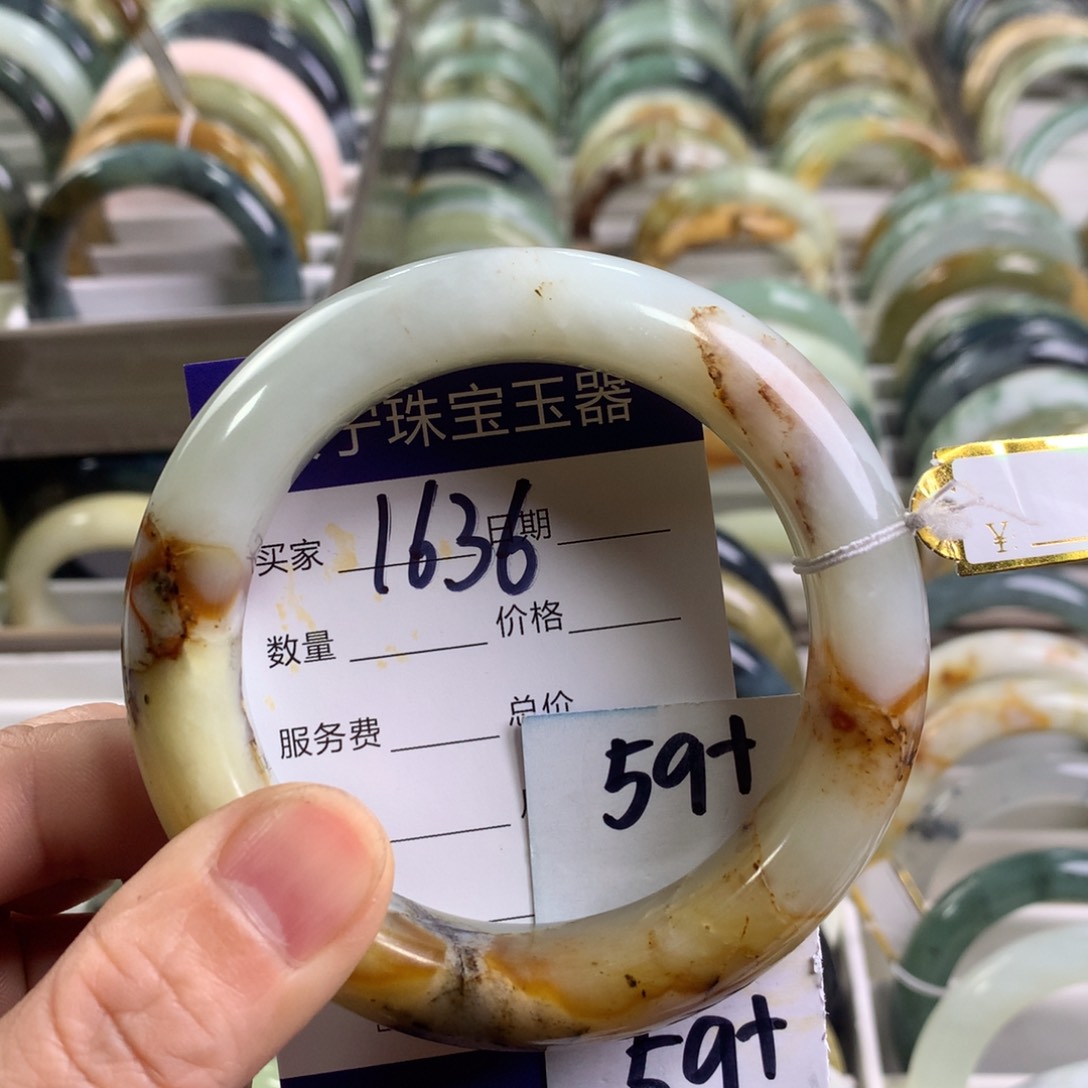 宁珠宝玉器
买家 1636 日期
数量 价格
服务费 总价
59+
59+
¥